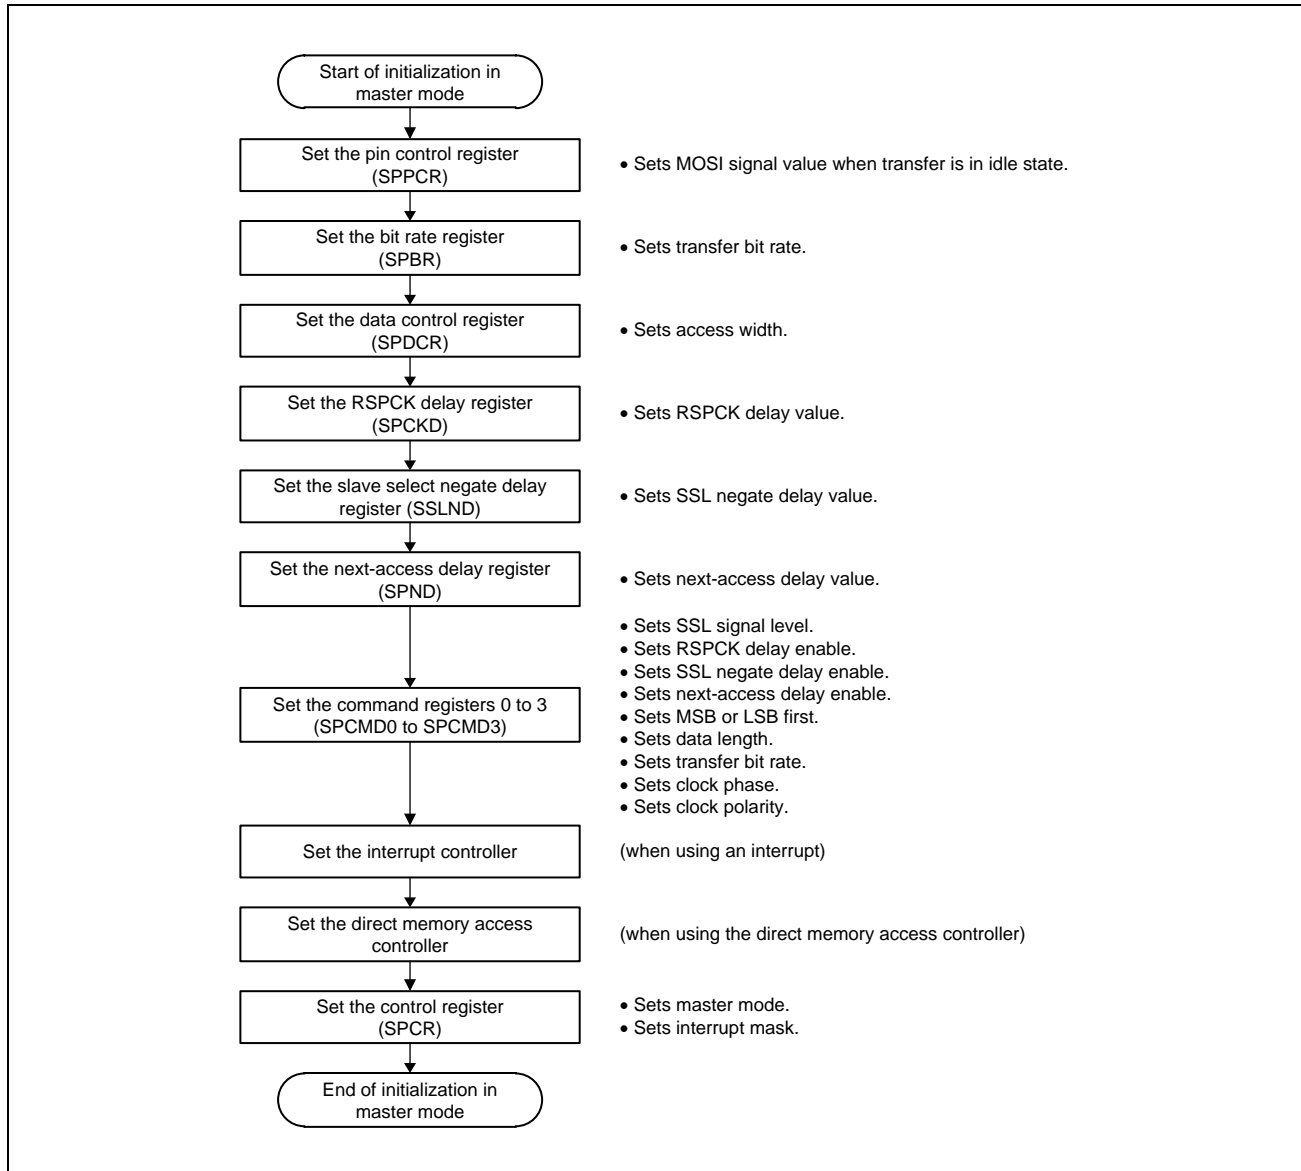 Start of initialization in
master mode
Set the pin control register
(SPPCR)
• Sets MOSI signal value when transfer is in idle state.
Set the bit rate register
(SPBR)
• Sets transfer bit rate.
Set the data control register
(SPDCR)
• Sets access width.
Set the RSPCK delay register
(SPCKD)
• Sets RSPCK delay value.
Set the slave select negate delay
register (SSLND)
• Sets SSL negate delay value.
Set the next-access delay register
(SPND)
• Sets next-access delay value.
Set the command registers 0 to 3
(SPCMD0 to SPCMD3)
• Sets SSL signal level.
• Sets RSPCK delay enable.
• Sets SSL negate delay enable.
• Sets next-access delay enable.
• Sets MSB or LSB first.
• Sets data length.
• Sets transfer bit rate.
• Sets clock phase.
• Sets clock polarity.
Set the interrupt controller
(when using an interrupt)
Set the direct memory access
controller
(when using the direct memory access controller)
Set the control register
(SPCR)
• Sets master mode.
• Sets interrupt mask.
End of initialization in
master mode